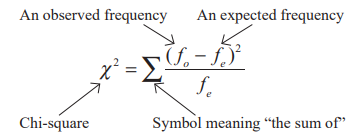 An observed frequency An expected frequency
χ² = ∑ (fₒ − fₑ)² / fₑ
Chi-square Symbol meaning “the sum of”